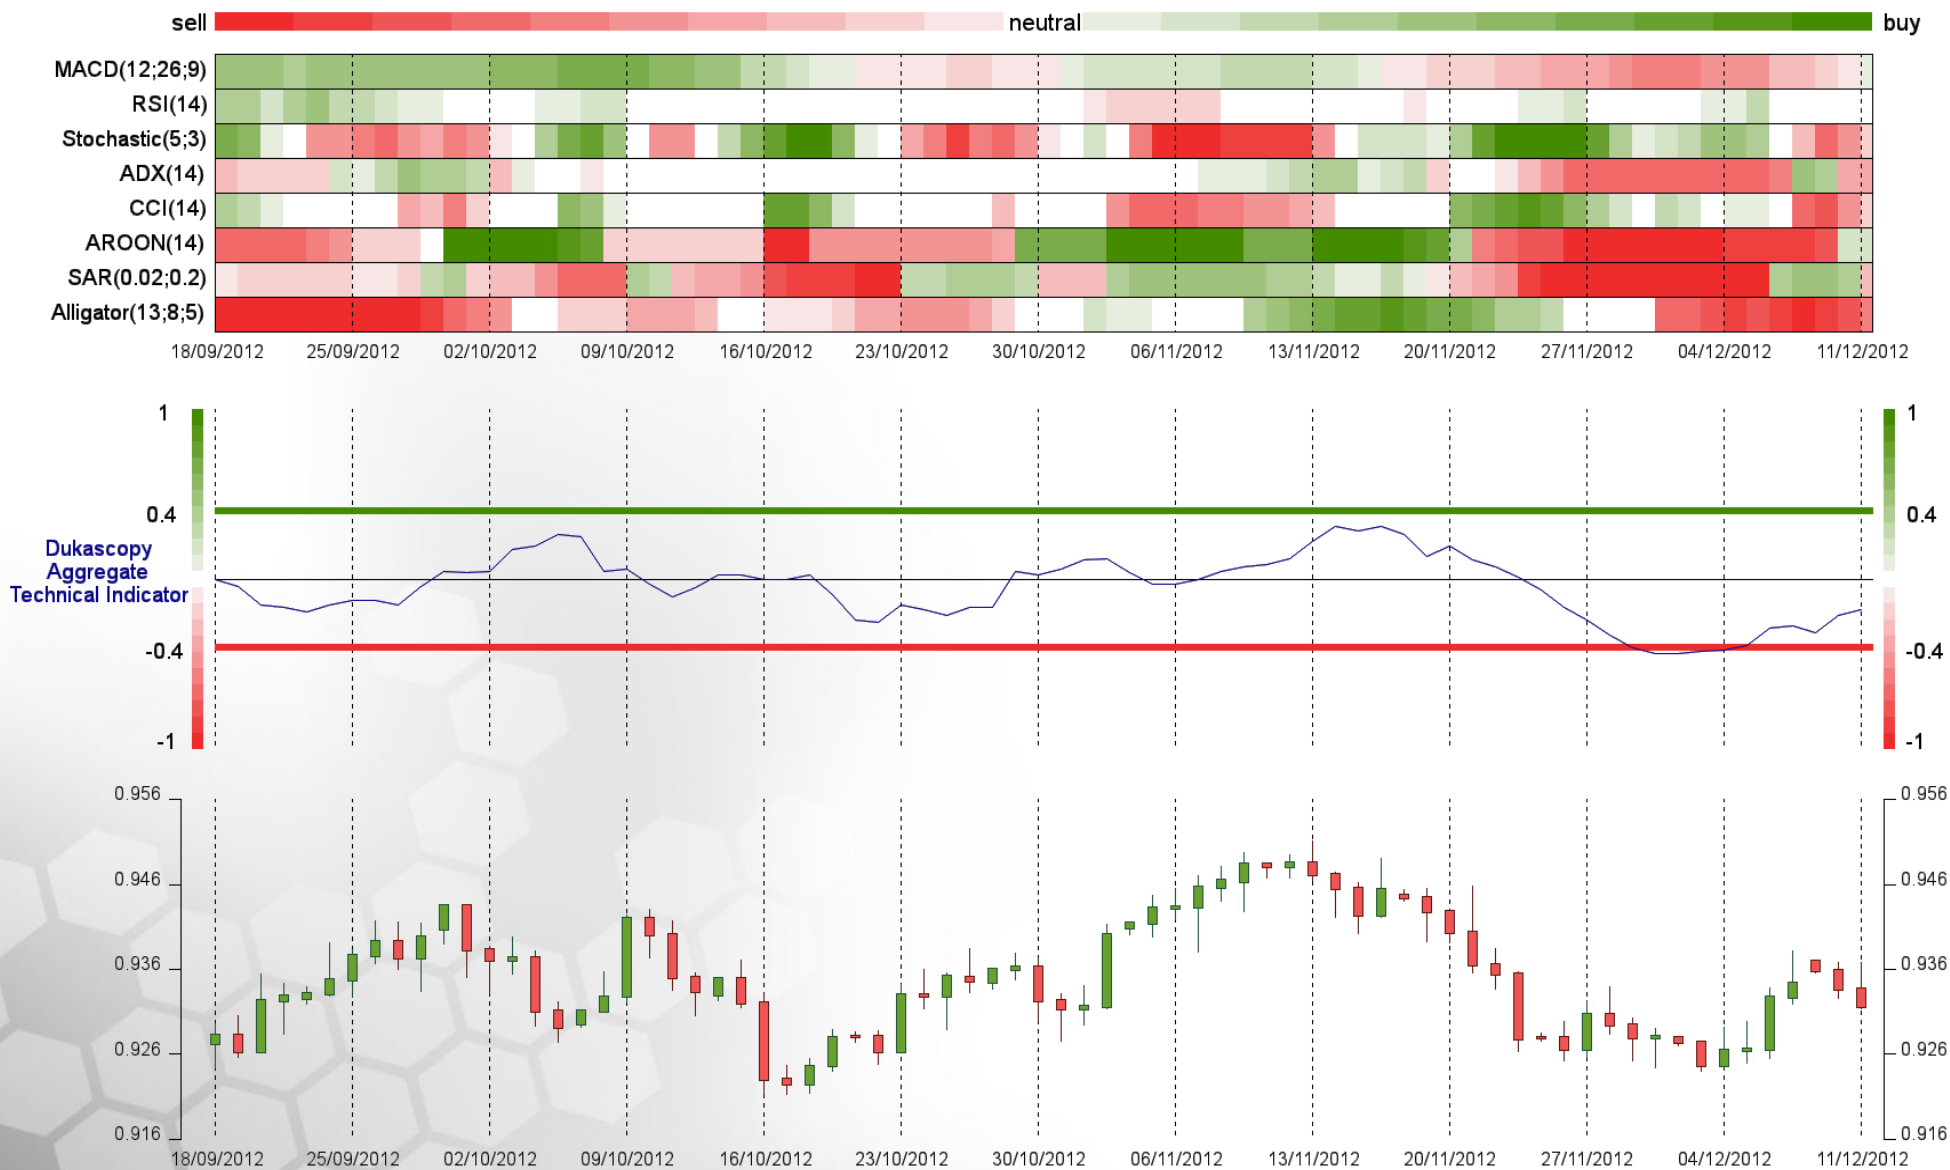 sell neutral buy
MACD(12;26;9)
RSI(14)
Stochastic(5;3)
ADX(14)
CCI(14)
AROON(14)
SAR(0.02;0.2)
Alligator(13;8;5)
18/09/2012 25/09/2012 02/10/2012 09/10/2012 16/10/2012 23/10/2012 30/10/2012 06/11/2012 13/11/2012 20/11/2012 27/11/2012 04/12/2012 11/12/2012
1 1
0.4 0.4
Dukascopy
Aggregate
Technical Indicator
-0.4 -0.4
-1 -1
0.956 0.956
0.946 0.946
0.936 0.936
0.926 0.926
0.916 0.916
18/09/2012 25/09/2012 02/10/2012 09/10/2012 16/10/2012 23/10/2012 30/10/2012 06/11/2012 13/11/2012 20/11/2012 27/11/2012 04/12/2012 11/12/2012